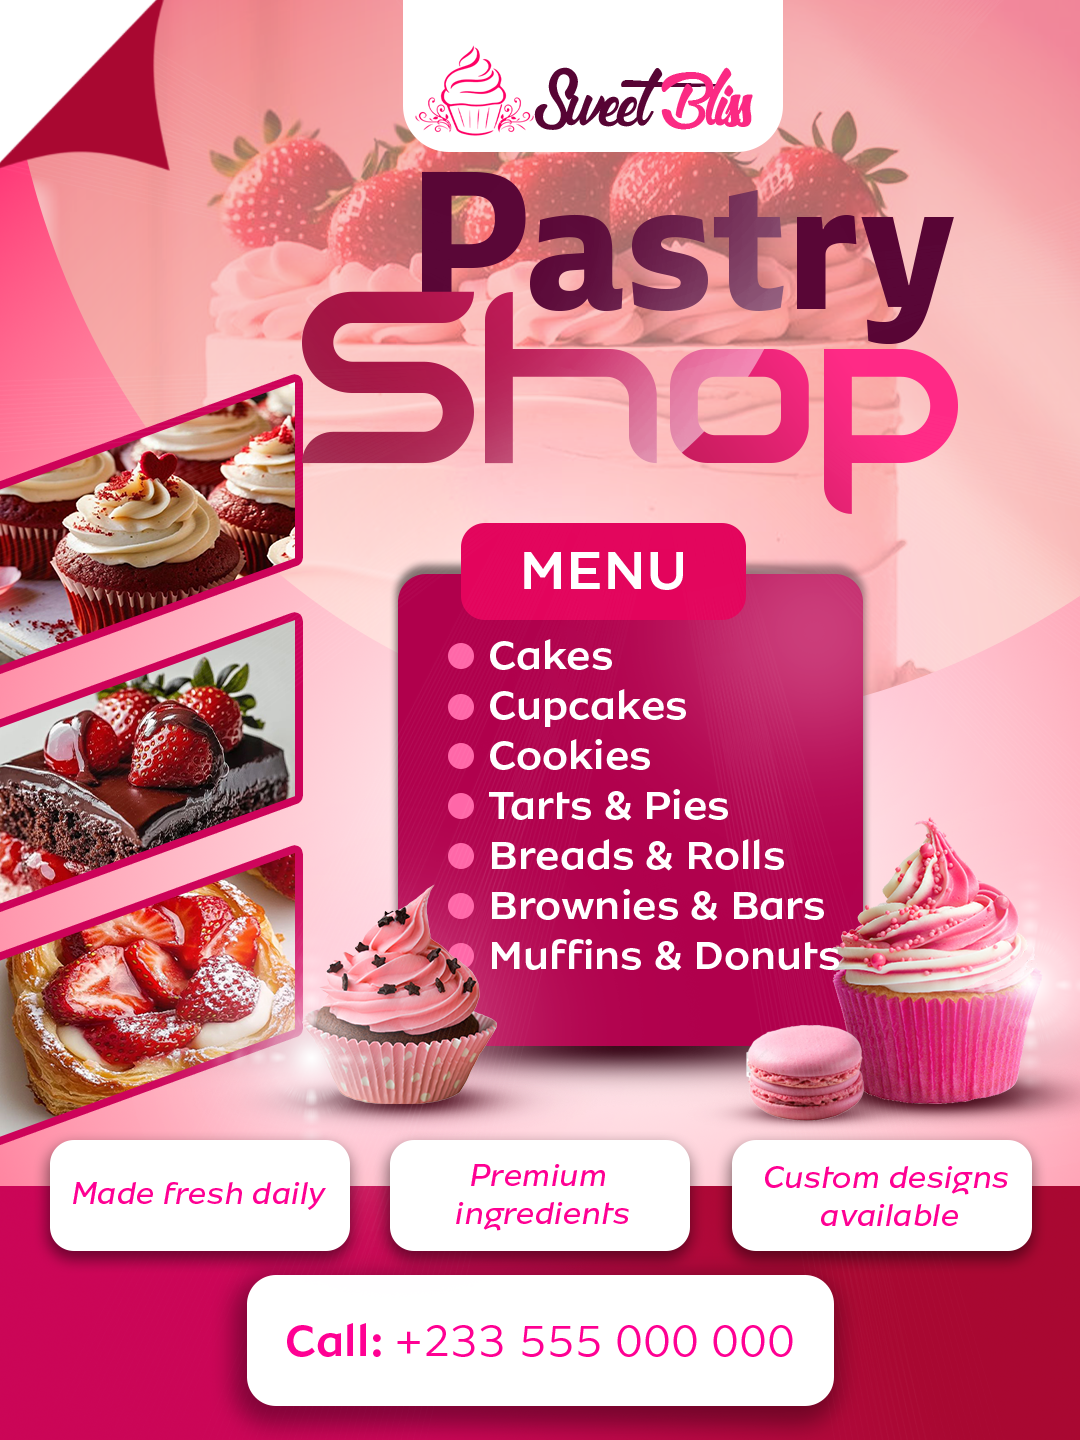 Sweet Bliss
Pastry
Shop
MENU
Cakes
Cupcakes
Cookies
Tarts & Pies
Breads & Rolls
Brownies & Bars
Muffins & Donuts
Made fresh daily
Premium
ingredients
Custom designs
available
Call: +233 555 000 000